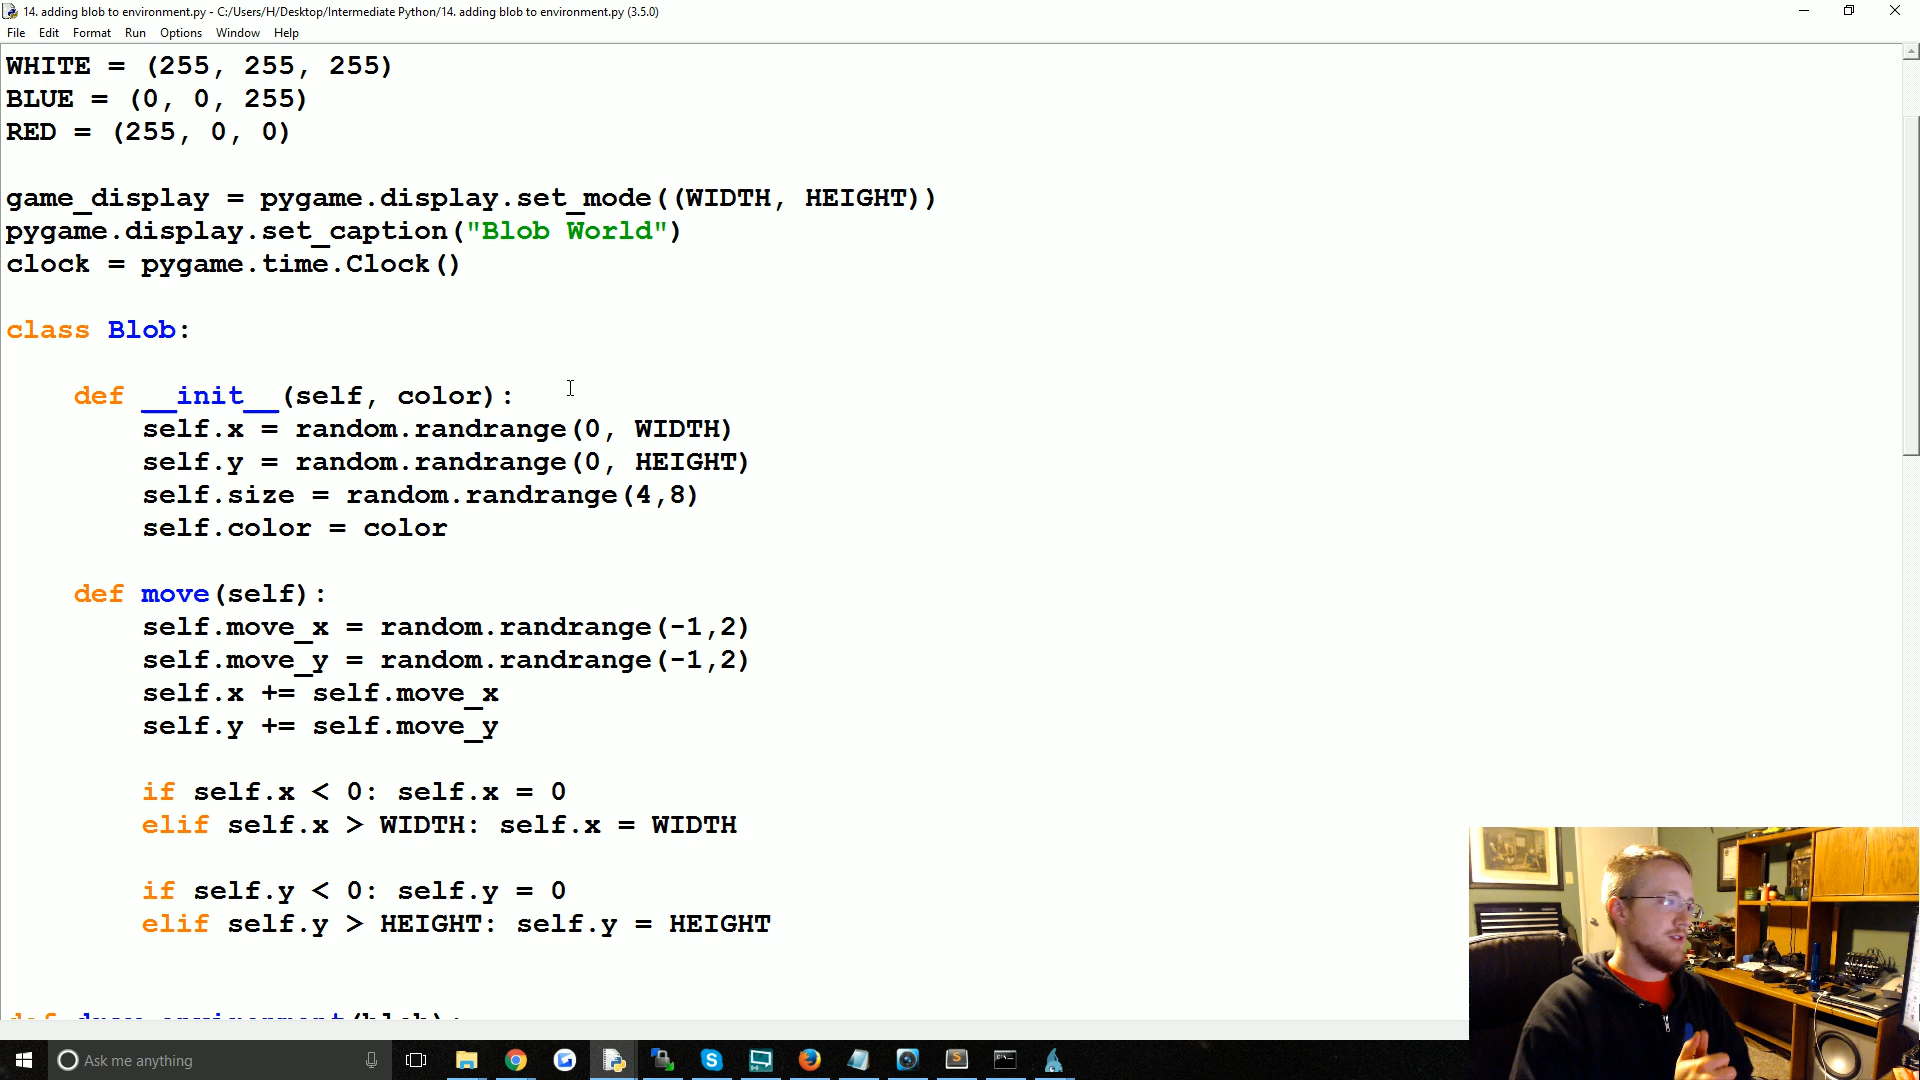 14. adding blob to environment.py - C:/Users/H/Desktop/Intermediate Python/14. adding blob to environment.py (3.5.0)
File Edit Format Run Options Window Help
WHITE = (255, 255, 255)
BLUE = (0, 0, 255)
RED = (255, 0, 0)
game_display = pygame.display.set_mode((WIDTH, HEIGHT))
pygame.display.set_caption("Blob World")
clock = pygame.time.Clock()
class Blob:
def __init__(self, color):
self.x = random.randrange(0, WIDTH)
self.y = random.randrange(0, HEIGHT)
self.size = random.randrange(4,8)
self.color = color
def move(self):
self.move_x = random.randrange(-1,2)
self.move_y = random.randrange(-1,2)
self.x += self.move_x
self.y += self.move_y
if self.x < 0: self.x = 0
elif self.x > WIDTH: self.x = WIDTH
if self.y < 0: self.y = 0
elif self.y > HEIGHT: self.y = HEIGHT
def draw_environment(blob):
Ask me anything